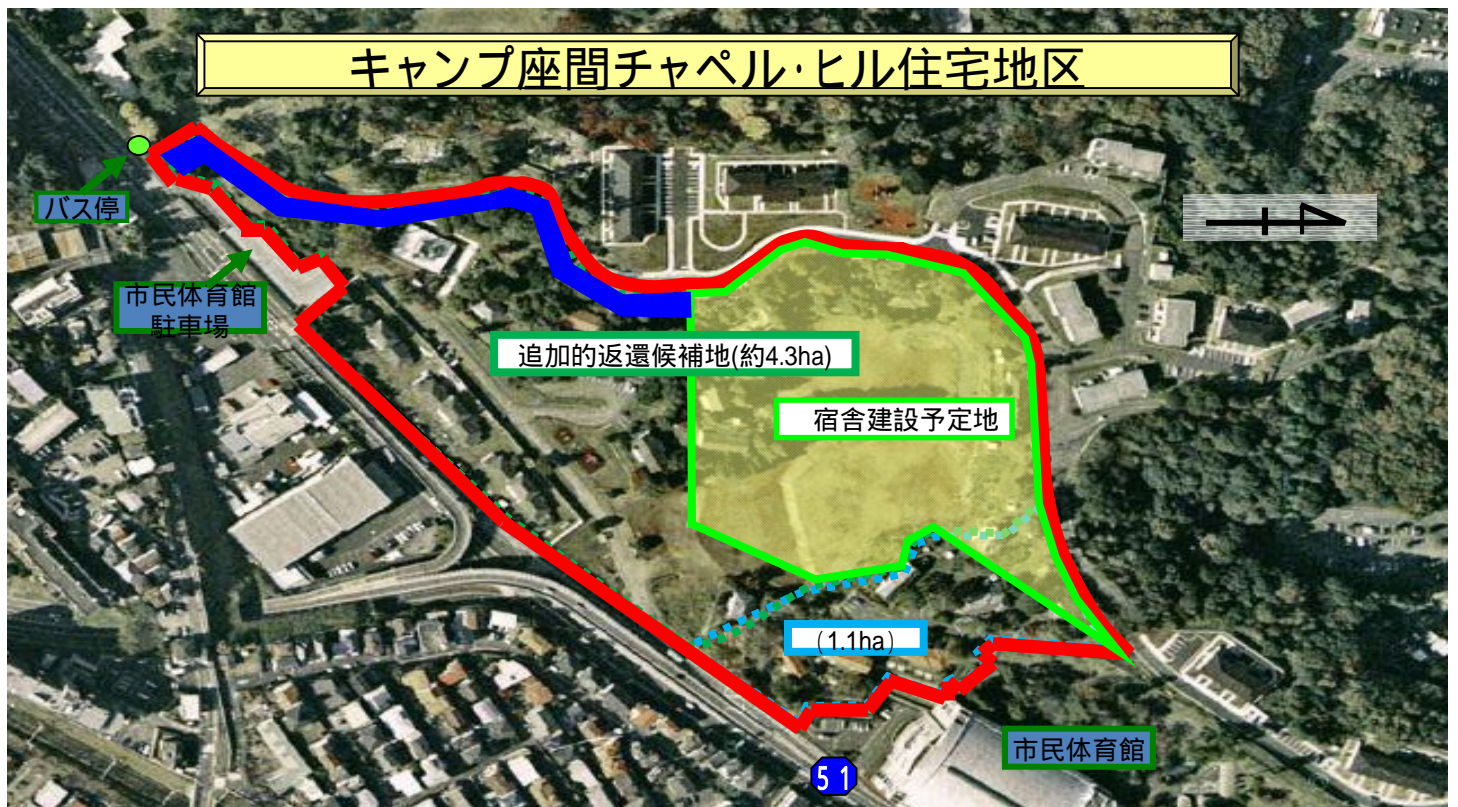 キャンプ座間チャペル・ヒル住宅地区
バス停
市民体育館
駐車場
追加的返還候補地(約4.3ha)
宿舎建設予定地
（1.1ha）
市民体育館
51